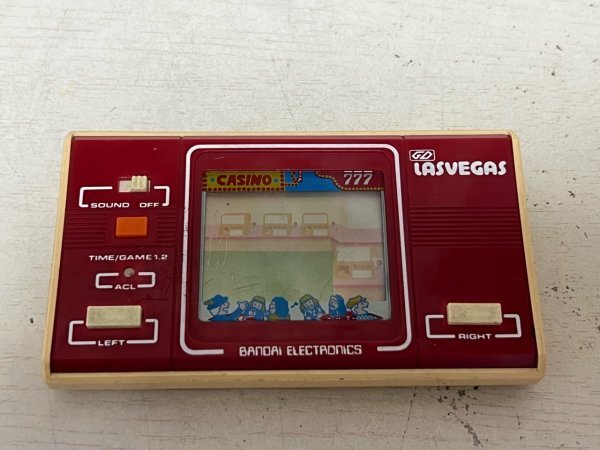 CASINO
777
GD
LASVEGAS
SOUND OFF
TIME/GAME 1.2
ACL
LEFT
RIGHT
BANDAI ELECTRONICS